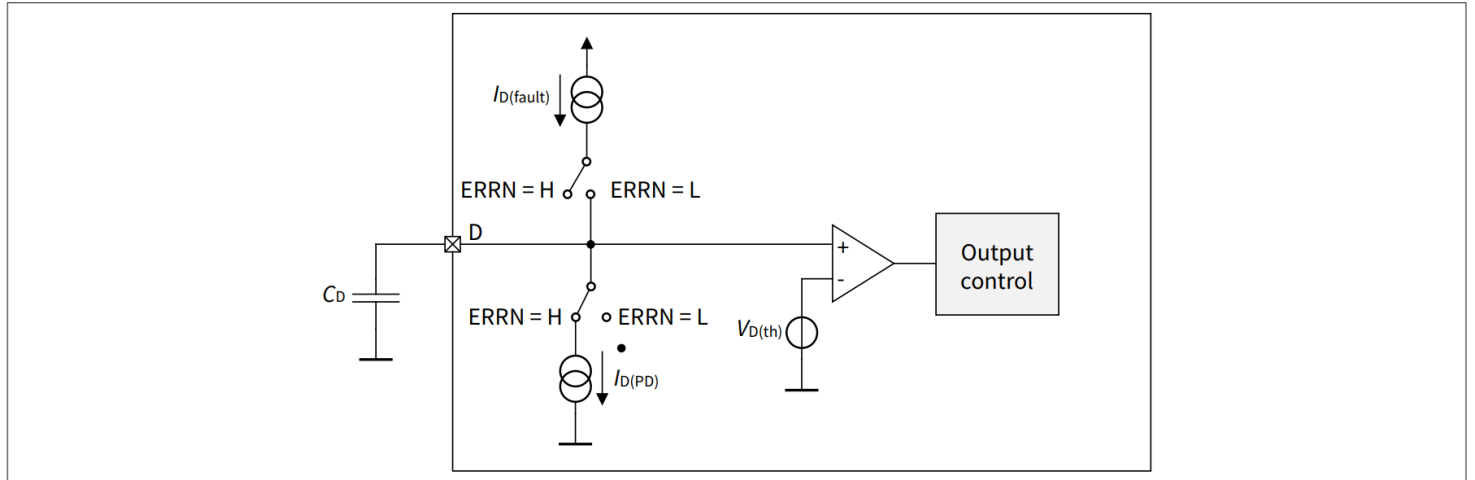 ID(fault)
ERRN = H
ERRN = L
D
+
-
Output
control
CD
ERRN = H
ERRN = L
VD(th)
ID(PD)